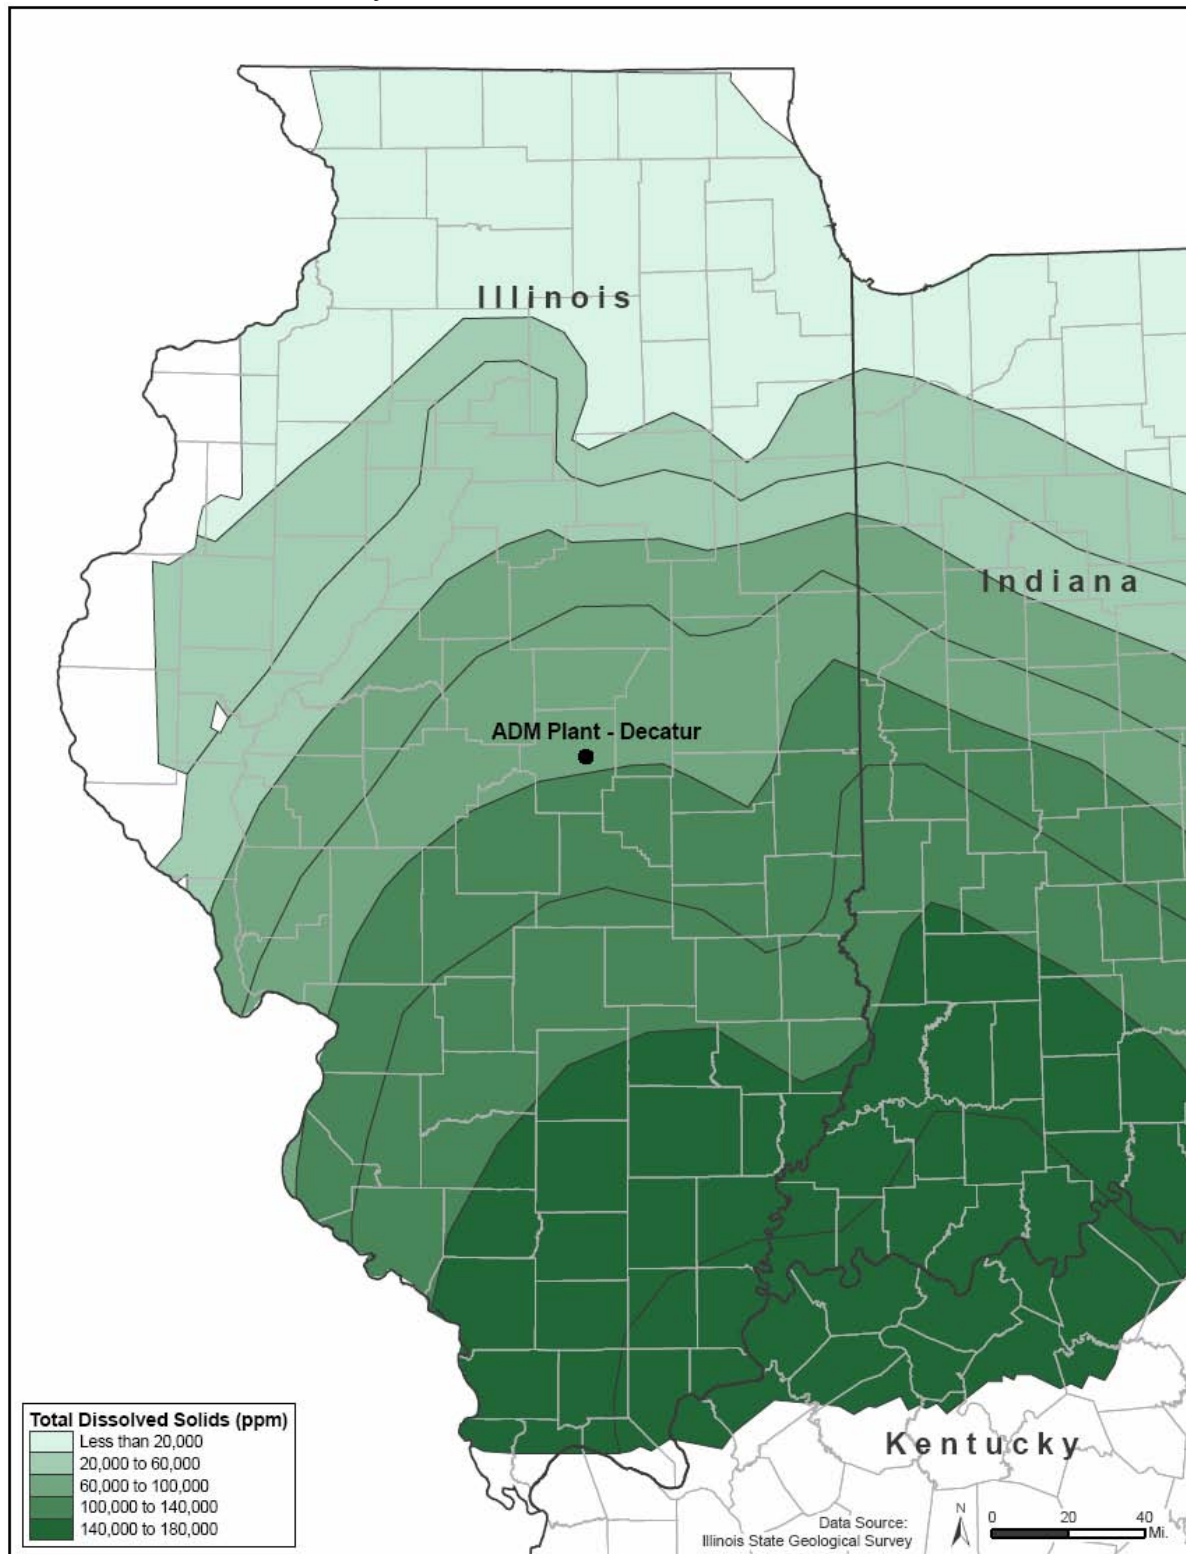 Illinois
Indiana
ADM Plant - Decatur
Total Dissolved Solids (ppm)
Less than 20,000
20,000 to 60,000
60,000 to 100,000
100,000 to 140,000
140,000 to 180,000
Kentucky
Data Source:
Illinois State Geological Survey
N
0 20 40
Mi.